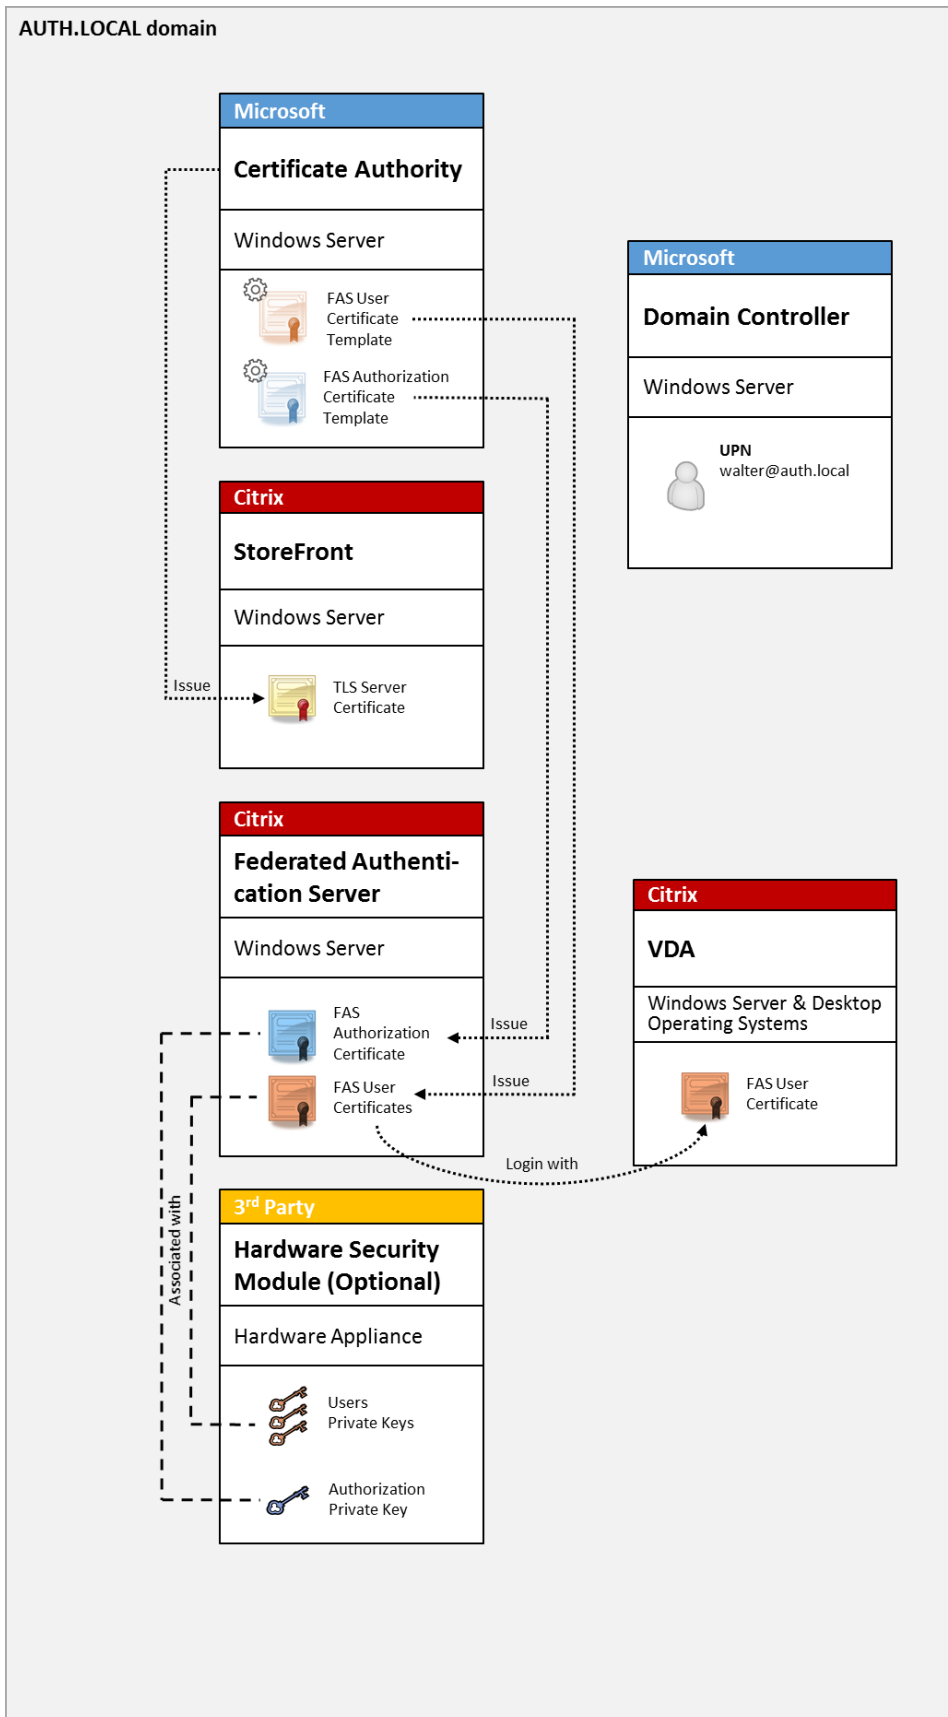 AUTH.LOCAL domain
Microsoft
Certificate Authority
Windows Server
FAS User
Certificate
Template
FAS Authorization
Certificate
Template
Microsoft
Domain Controller
Windows Server
UPN
walter@auth.local
Citrix
StoreFront
Windows Server
Issue
TLS Server
Certificate
Citrix
Federated Authenti-
cation Server
Windows Server
FAS
Authorization
Certificate
Issue
FAS User
Certificates
Issue
Citrix
VDA
Windows Server & Desktop
Operating Systems
FAS User
Certificate
Login with
Associated with
3rd Party
Hardware Security
Module (Optional)
Hardware Appliance
Users
Private Keys
Authorization
Private Key